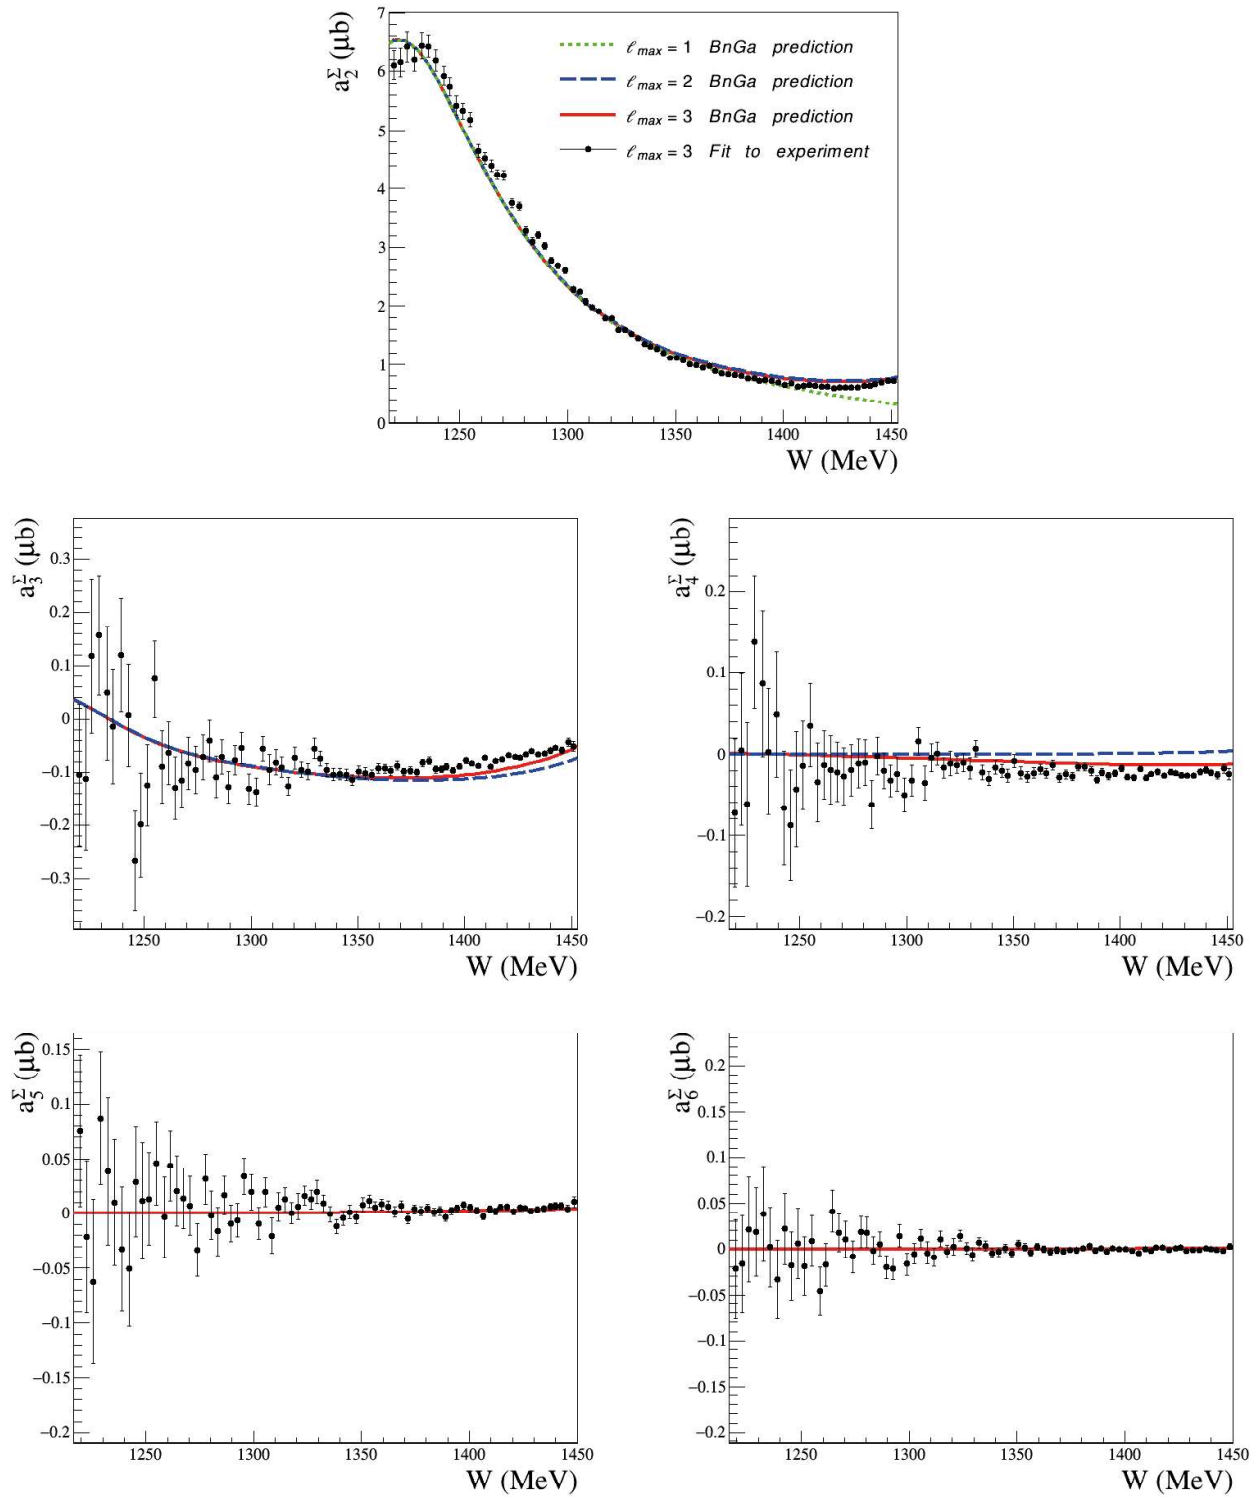 a₂^Σ (μb)
7
6
5
4
3
2
1
0
ℓ max = 1 BnGa prediction
ℓ max = 2 BnGa prediction
ℓ max = 3 BnGa prediction
ℓ max = 3 Fit to experiment
1250 1300 1350 1400 1450
W (MeV)
a₃^Σ (μb)
0.3
0.2
0.1
0
−0.1
−0.2
−0.3
1250 1300 1350 1400 1450
W (MeV)
a₄^Σ (μb)
0.2
0.1
0
−0.1
−0.2
1250 1300 1350 1400 1450
W (MeV)
a₅^Σ (μb)
0.15
0.1
0.05
0
−0.05
−0.1
−0.15
−0.2
1250 1300 1350 1400 1450
W (MeV)
a₆^Σ (μb)
0.2
0.15
0.1
0.05
0
−0.05
−0.1
−0.15
−0.2
1250 1300 1350 1400 1450
W (MeV)